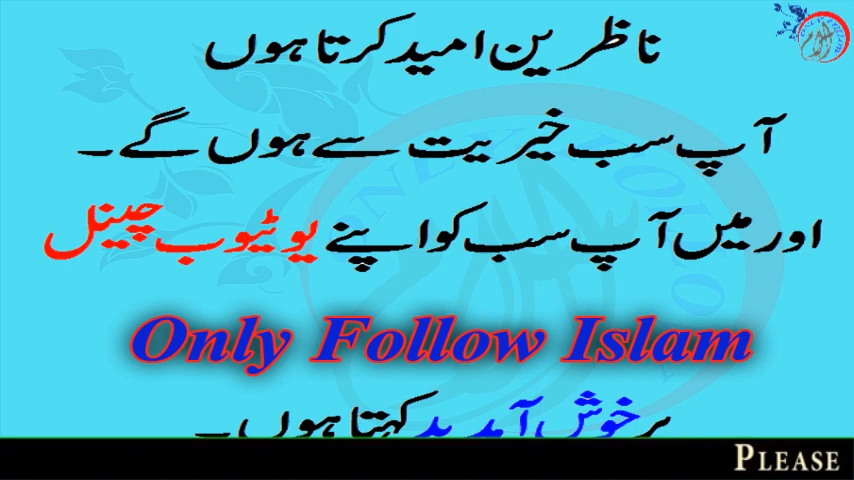 ناظرین امید کرتا ہوں
آپ سب خیریت سے ہوں گے۔
اور میں آپ سب کو اپنے یوٹیوب چینل
Only Follow Islam
پر خوش آمدید کہتا ہوں۔
PLEASE